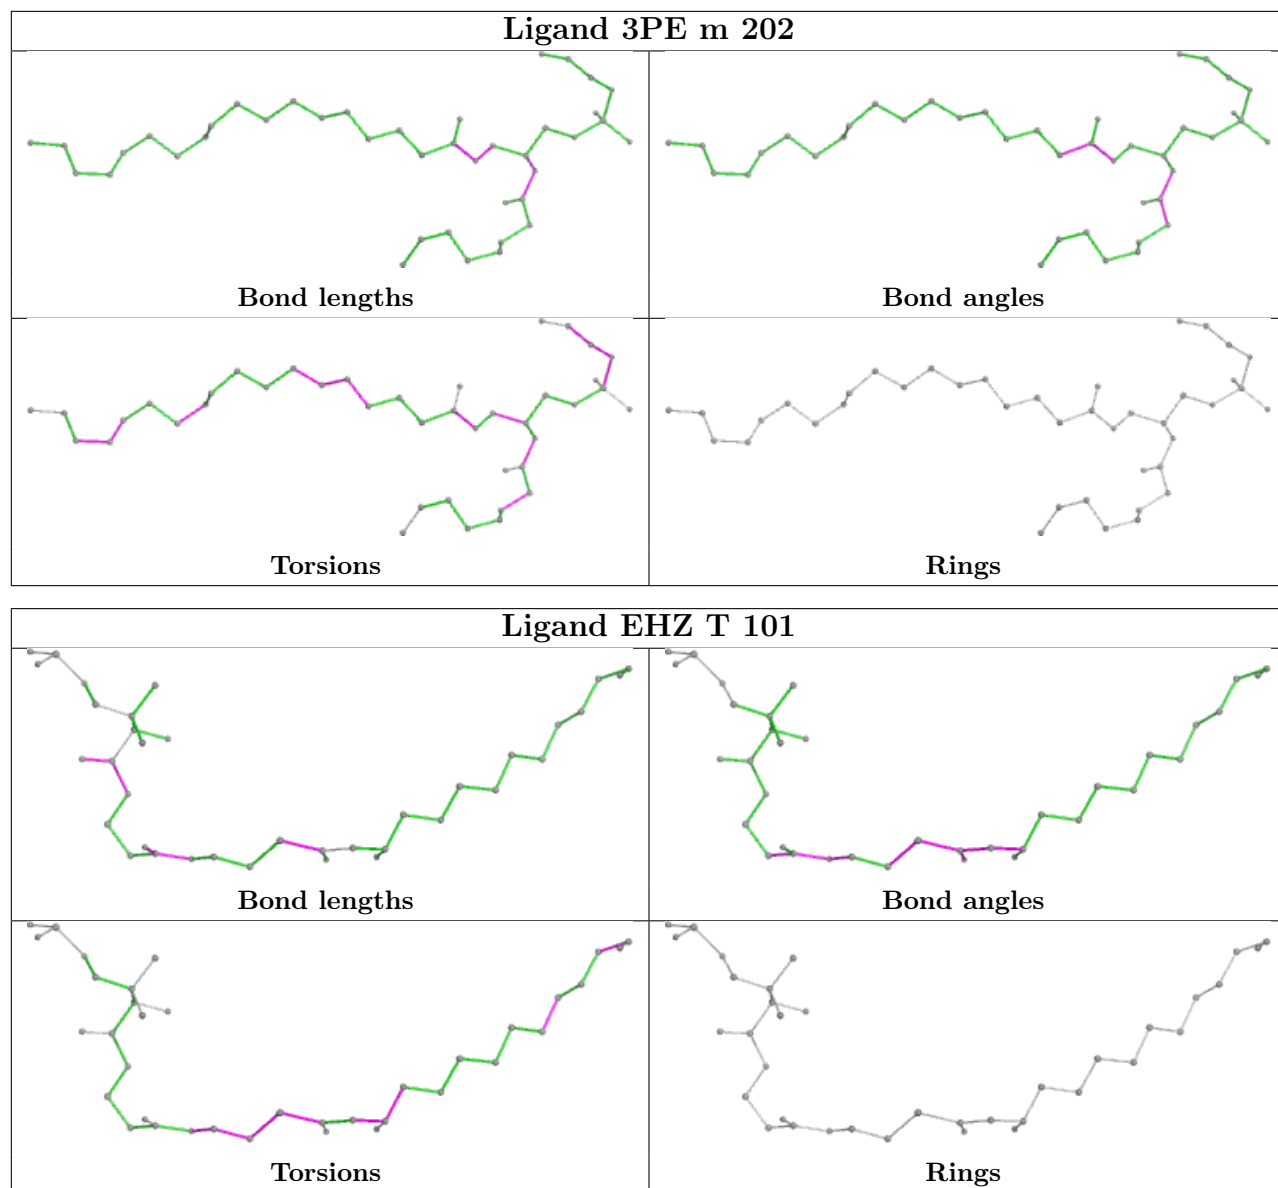 Ligand 3PE m 202
Bond lengths
Bond angles
Torsions
Rings
Ligand EHZ T 101
Bond lengths
Bond angles
Torsions
Rings